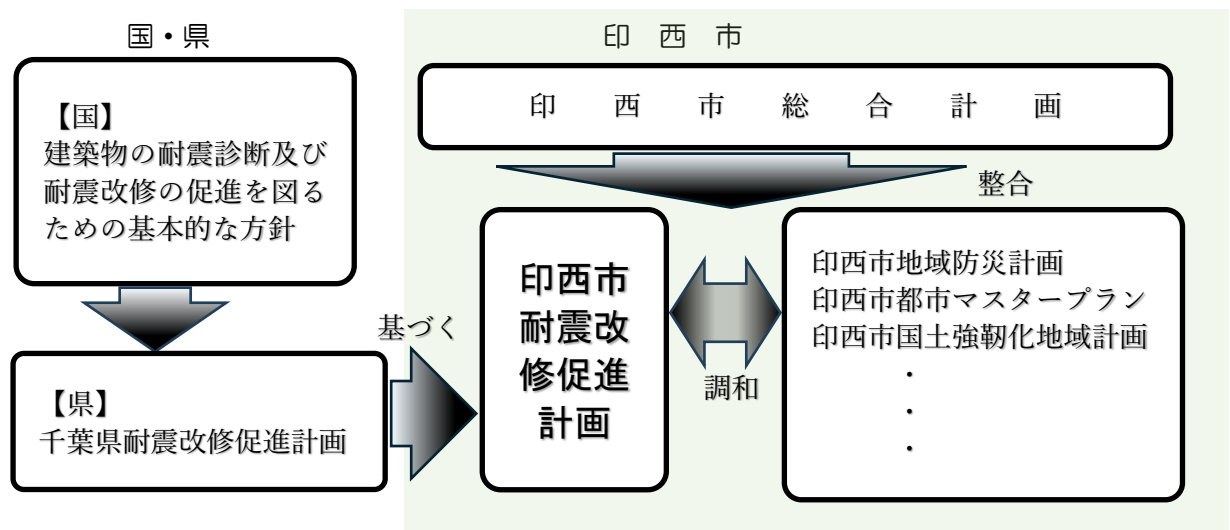 国・県
【国】
建築物の耐震診断及び
耐震改修の促進を図る
ための基本的な方針
【県】
千葉県耐震改修促進計画
基づく
印　西　市
印　西　市　総　合　計　画
整合
印西市
耐震改
修促進
計画
調和
印西市地域防災計画
印西市都市マスタープラン
印西市国土強靭化地域計画
・
・
・